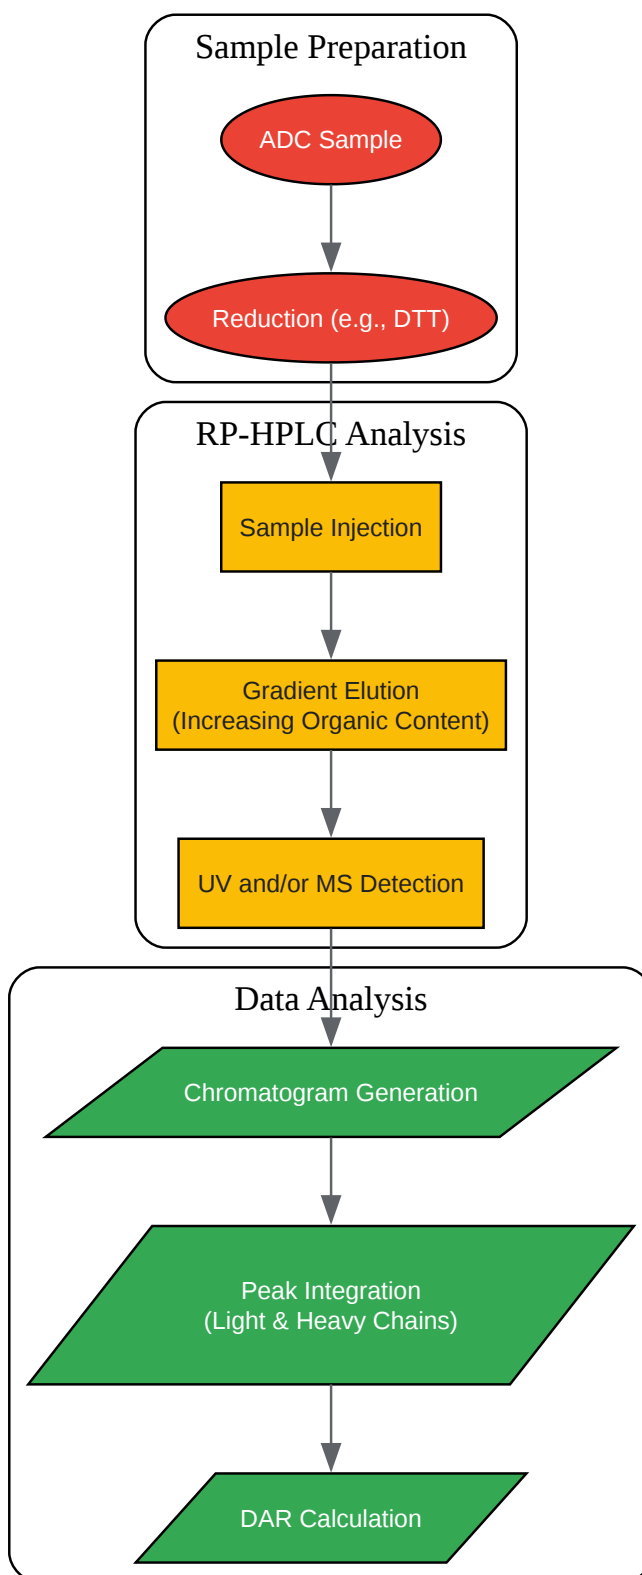 Sample Preparation
ADC Sample
Reduction (e.g., DTT)
RP-HPLC Analysis
Sample Injection
Gradient Elution
(Increasing Organic Content)
UV and/or MS Detection
Data Analysis
Chromatogram Generation
Peak Integration
(Light & Heavy Chains)
DAR Calculation